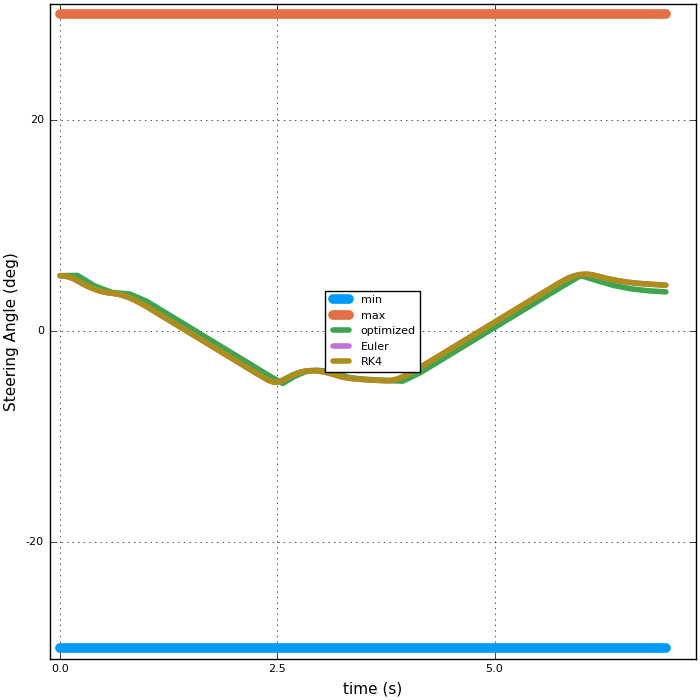 20
0
-20
Steering Angle (deg)
min
max
optimized
Euler
RK4
0.0
2.5
5.0
time (s)